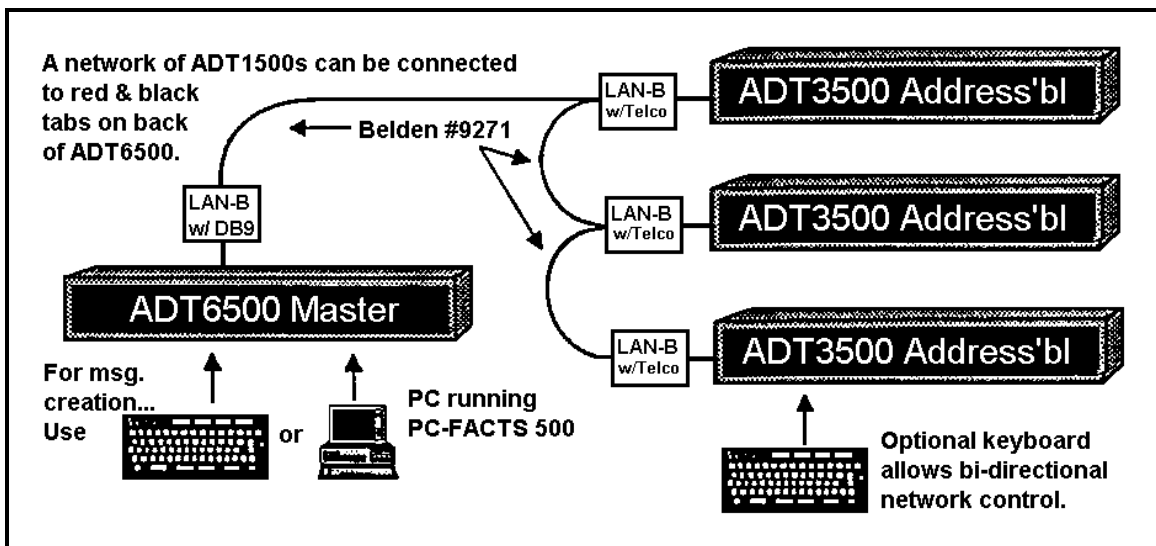 A network of ADT1500s can be connected
to red & black
tabs on back
of ADT6500.
Belden #9271
LAN-B
w/ DB9
ADT6500 Master
For msg.
creation...
Use
or
PC running
PC-FACTS 500
LAN-B
w/Telco
ADT3500 Address'bl
LAN-B
w/Telco
ADT3500 Address'bl
LAN-B
w/Telco
ADT3500 Address'bl
Optional keyboard
allows bi-directional
network control.